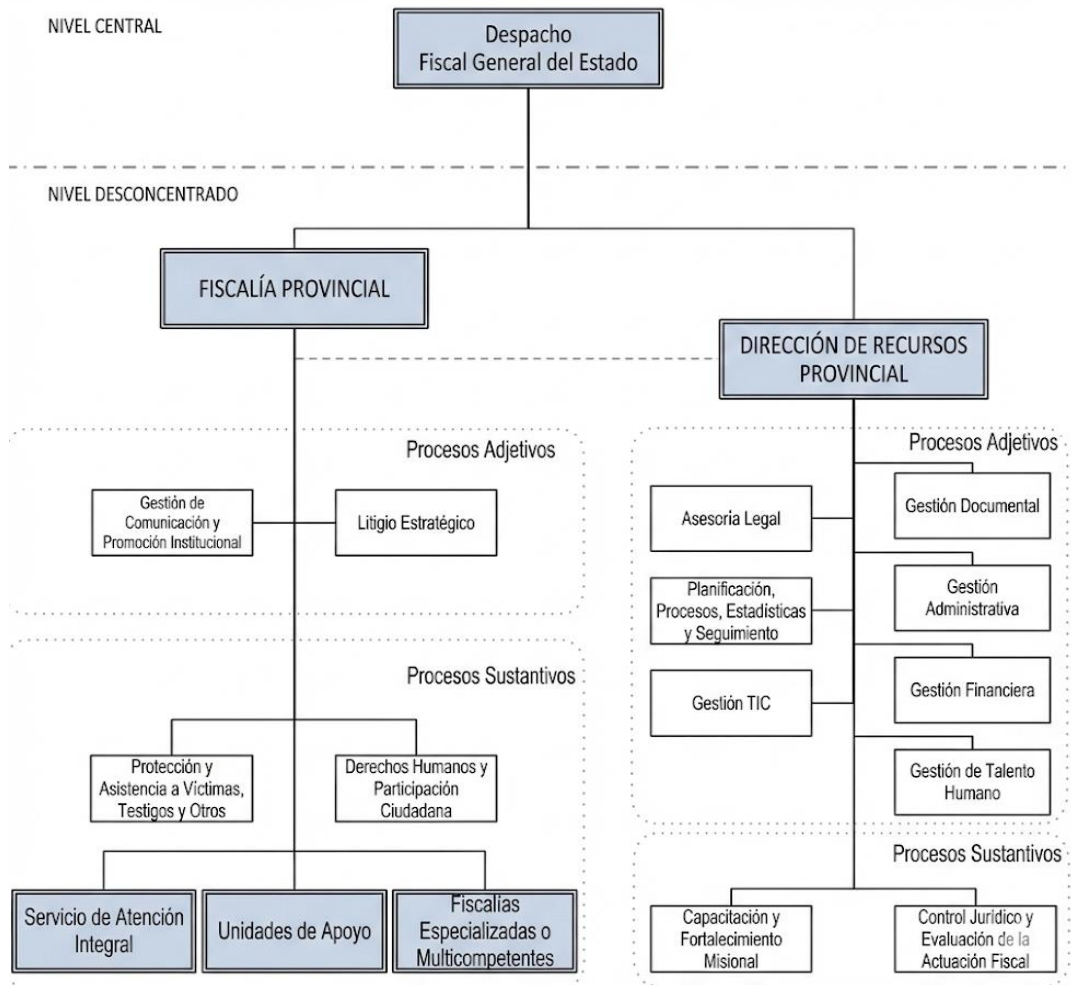 NIVEL CENTRAL
Despacho
Fiscal General del Estado
NIVEL DESCONCENTRADO
FISCALÍA PROVINCIAL
DIRECCIÓN DE RECURSOS
PROVINCIAL
Procesos Adjetivos
Gestión de
Comunicación y
Promoción Institucional
Litigio Estratégico
Procesos Sustantivos
Protección y
Asistencia a Víctimas,
Testigos y Otros
Derechos Humanos y
Participación
Ciudadana
Servicio de Atención
Integral
Unidades de Apoyo
Fiscalías
Especializadas o
Multicompetentes
Procesos Adjetivos
Asesoría Legal
Gestión Documental
Planificación,
Procesos, Estadísticas
y Seguimiento
Gestión
Administrativa
Gestión TIC
Gestión Financiera
Gestión de Talento
Humano
Procesos Sustantivos
Capacitación y
Fortalecimiento
Misional
Control Jurídico y
Evaluación de la
Actuación Fiscal